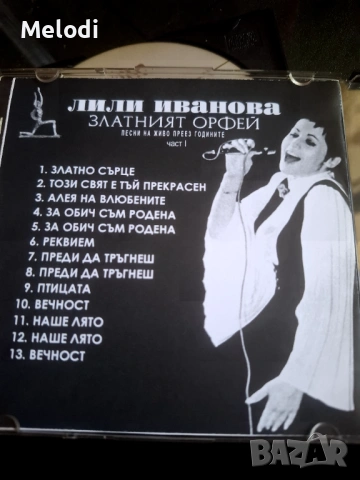 Melodi
ЛИЛИ ИВАНОВА
ЗЛАТНИЯТ ОРФЕЙ
ПЕСНИ НА ЖИВО ПРЕЕЗ ГОДИНИТЕ
ЧАСТ I
1. ЗЛАТНО СЪРЦЕ
2. ТОЗИ СВЯТ Е ТЪЙ ПРЕКРАСЕН
3. АЛЕЯ НА ВЛЮБЕНИТЕ
4. ЗА ОБИЧ СЪМ РОДЕНА
5. ЗА ОБИЧ СЪМ РОДЕНА
6. РЕКВИЕМ
7. ПРЕДИ ДА ТРЪГНЕШ
8. ПРЕДИ ДА ТРЪГНЕШ
9. ПТИЦАТА
10. ВЕЧНОСТ
11. НАШЕ ЛЯТО
12. НАШЕ ЛЯТО
13. ВЕЧНОСТ
BAZAR